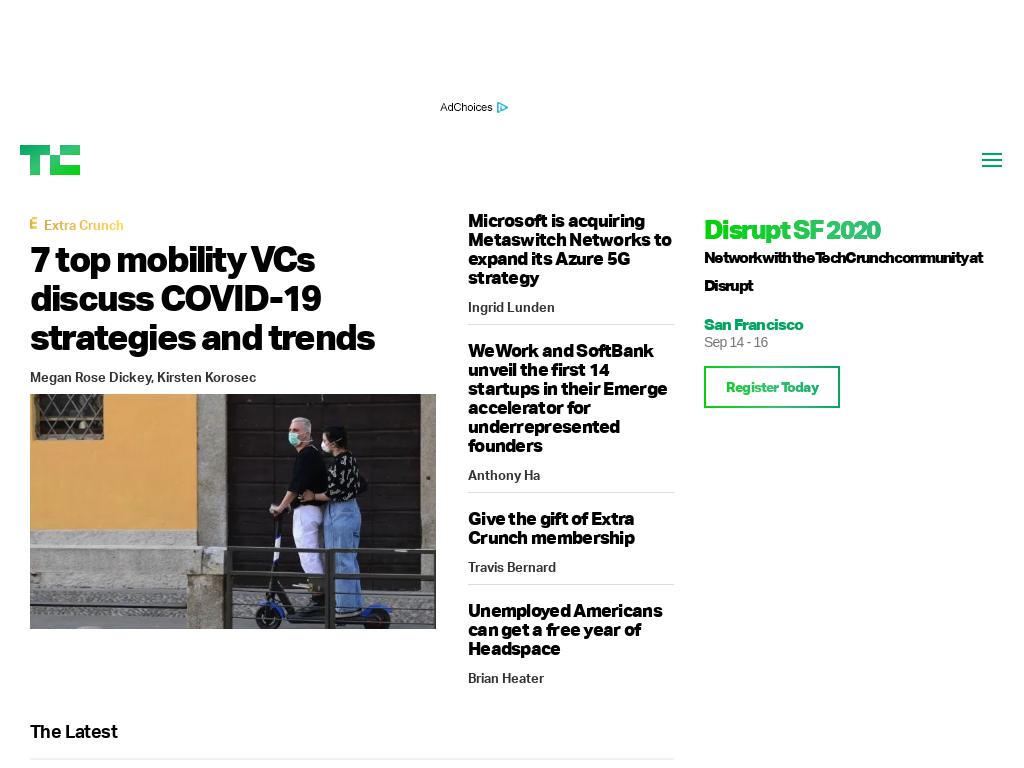 AdChoices
TC
Extra Crunch
7 top mobility VCs
discuss COVID-19
strategies and trends
Megan Rose Dickey, Kirsten Korosec
Microsoft is acquiring
Metaswitch Networks to
expand its Azure 5G
strategy
Ingrid Lunden
WeWork and SoftBank
unveil the first 14
startups in their Emerge
accelerator for
underrepresented
founders
Anthony Ha
Give the gift of Extra
Crunch membership
Travis Bernard
Unemployed Americans
can get a free year of
Headspace
Brian Heater
Disrupt SF 2020
Network with the TechCrunch community at
Disrupt
San Francisco
Sep 14 - 16
Register Today
The Latest